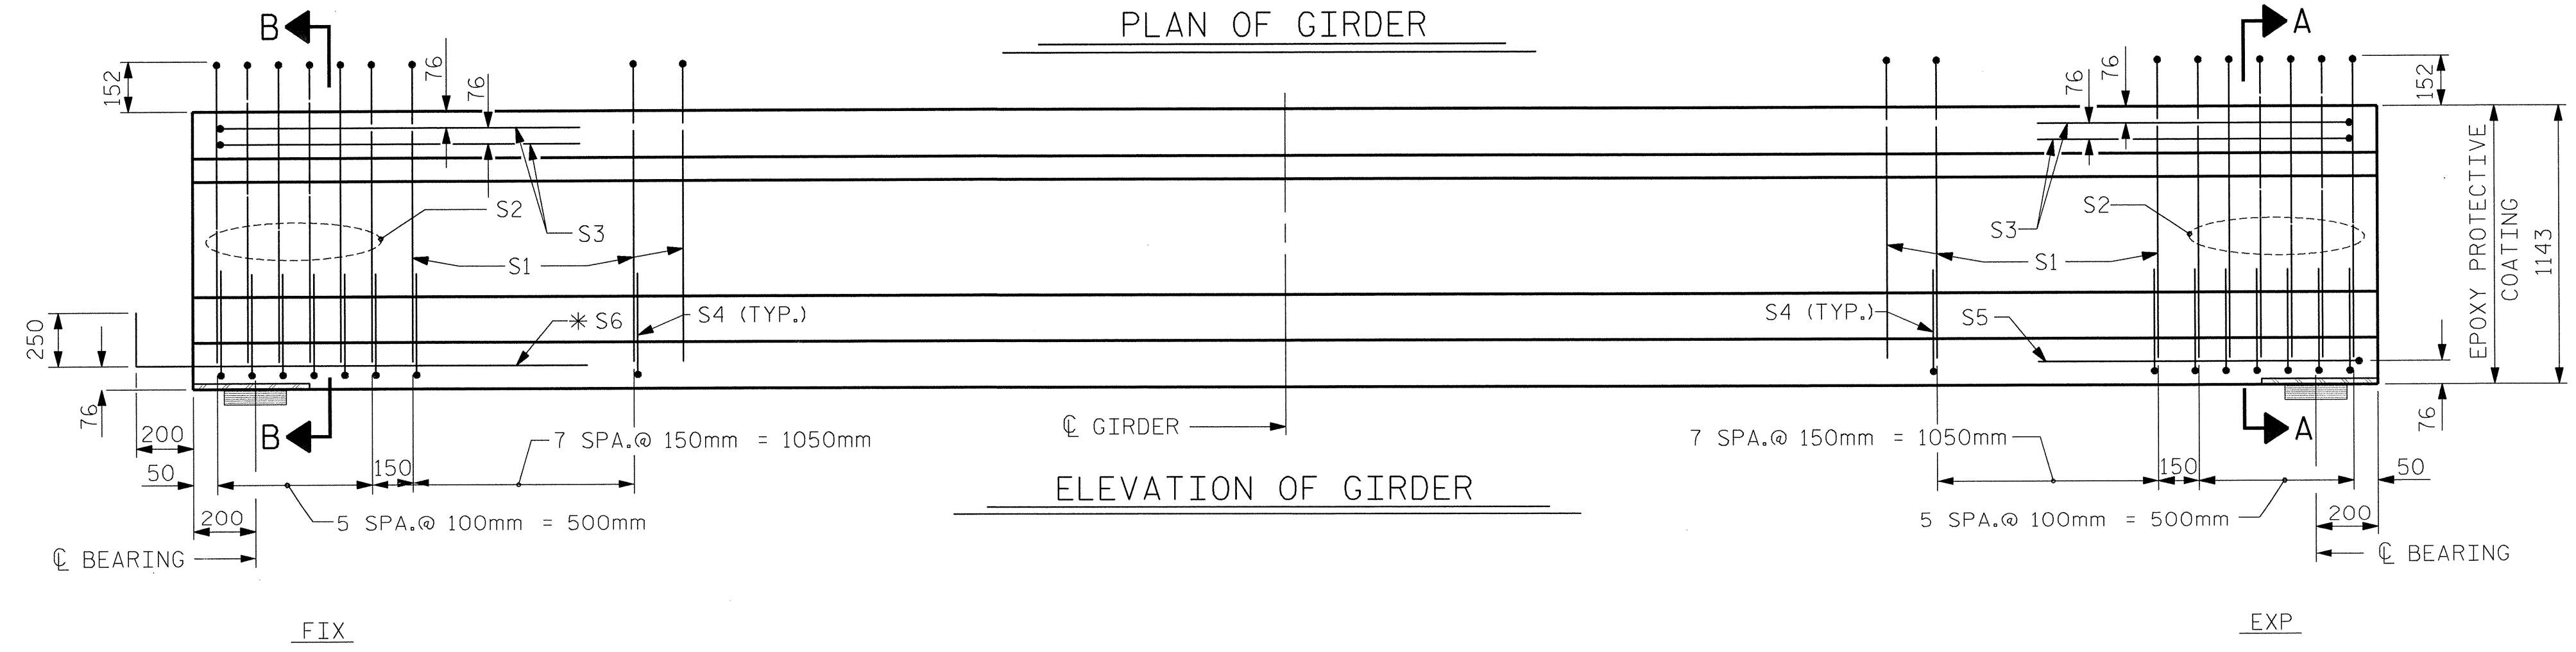 PLAN OF GIRDER
B
A
152
76
76
76
76
152
S2
S3
S1
S2
S3
S1
EPOXY PROTECTIVE
COATING
1143
250
✳ S6
S4 (TYP.)
S4 (TYP.)
S5
76
200
B
℄ GIRDER
A
76
7 SPA.@ 150mm = 1050mm
7 SPA.@ 150mm = 1050mm
50
150
150
50
ELEVATION OF GIRDER
200
5 SPA.@ 100mm = 500mm
5 SPA.@ 100mm = 500mm
200
℄ BEARING
℄ BEARING
FIX
EXP